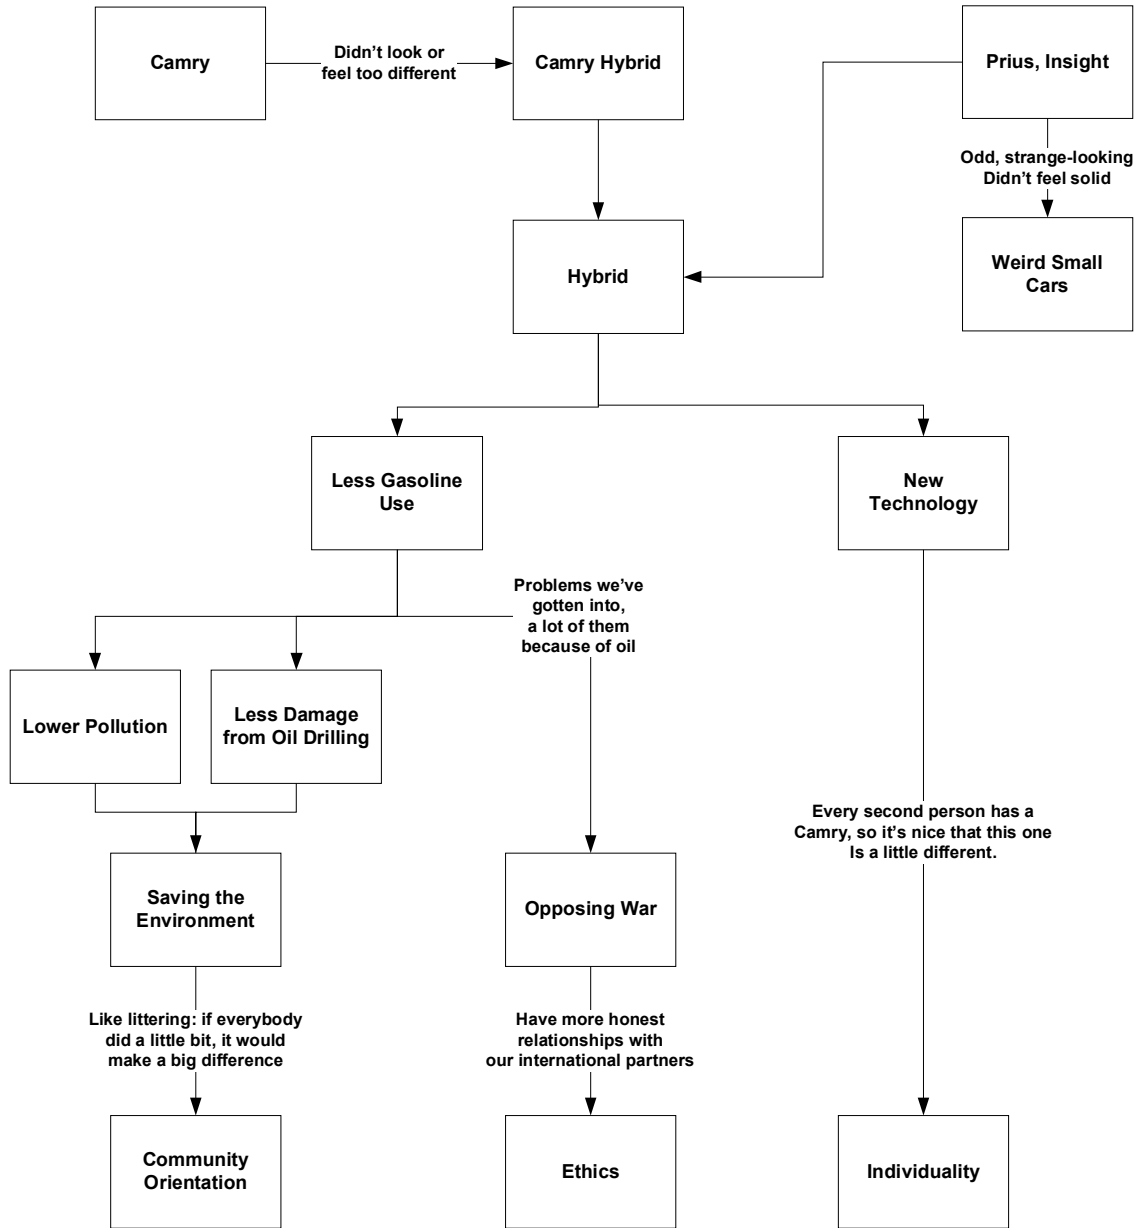 Camry
Didn't look or
feel too different
Camry Hybrid
Prius, Insight
Odd, strange-looking
Didn't feel solid
Hybrid
Weird Small
Cars
Less Gasoline
Use
New
Technology
Problems we've
gotten into,
a lot of them
because of oil
Lower Pollution
Less Damage
from Oil Drilling
Every second person has a
Camry, so it's nice that this one
Is a little different.
Saving the
Environment
Opposing War
Like littering: if everybody
did a little bit, it would
make a big difference
Have more honest
relationships with
our international partners
Community
Orientation
Ethics
Individuality